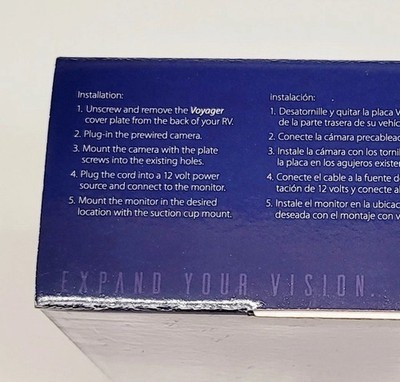 Installation:
1. Unscrew and remove the Voyager
cover plate from the back of your RV.
2. Plug-in the prewired camera.
3. Mount the camera with the plate
screws into the existing holes.
4. Plug the cord into a 12 volt power
source and connect to the monitor.
5. Mount the monitor in the desired
location with the suction cup mount.
Instalación:
1. Desatornille y quitar la placa
de la parte trasera de su
2. Conecte la cámara
3. Instale la cámara con los
la placa en los agujeros
4. Conecte el cable a la fuente
tación de 12 volts y conecte
5. Instale el monitor en la
deseada con el montaje con
EXPAND YOUR VISION.